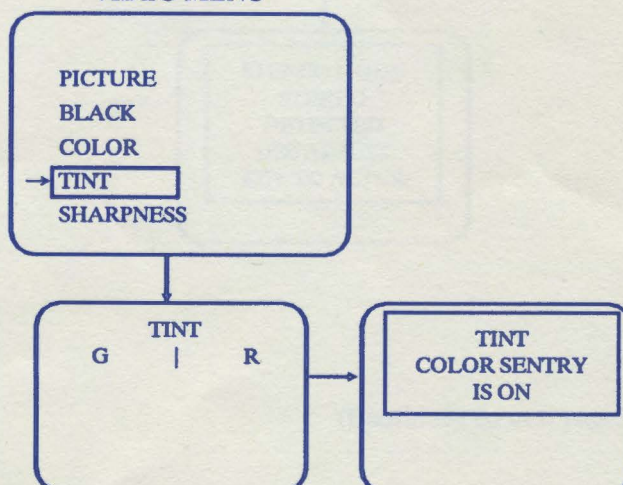 PICTURE
BLACK
COLOR
→ TINT
SHARPNESS
TINT
G | R
TINT
COLOR SENTRY
IS ON